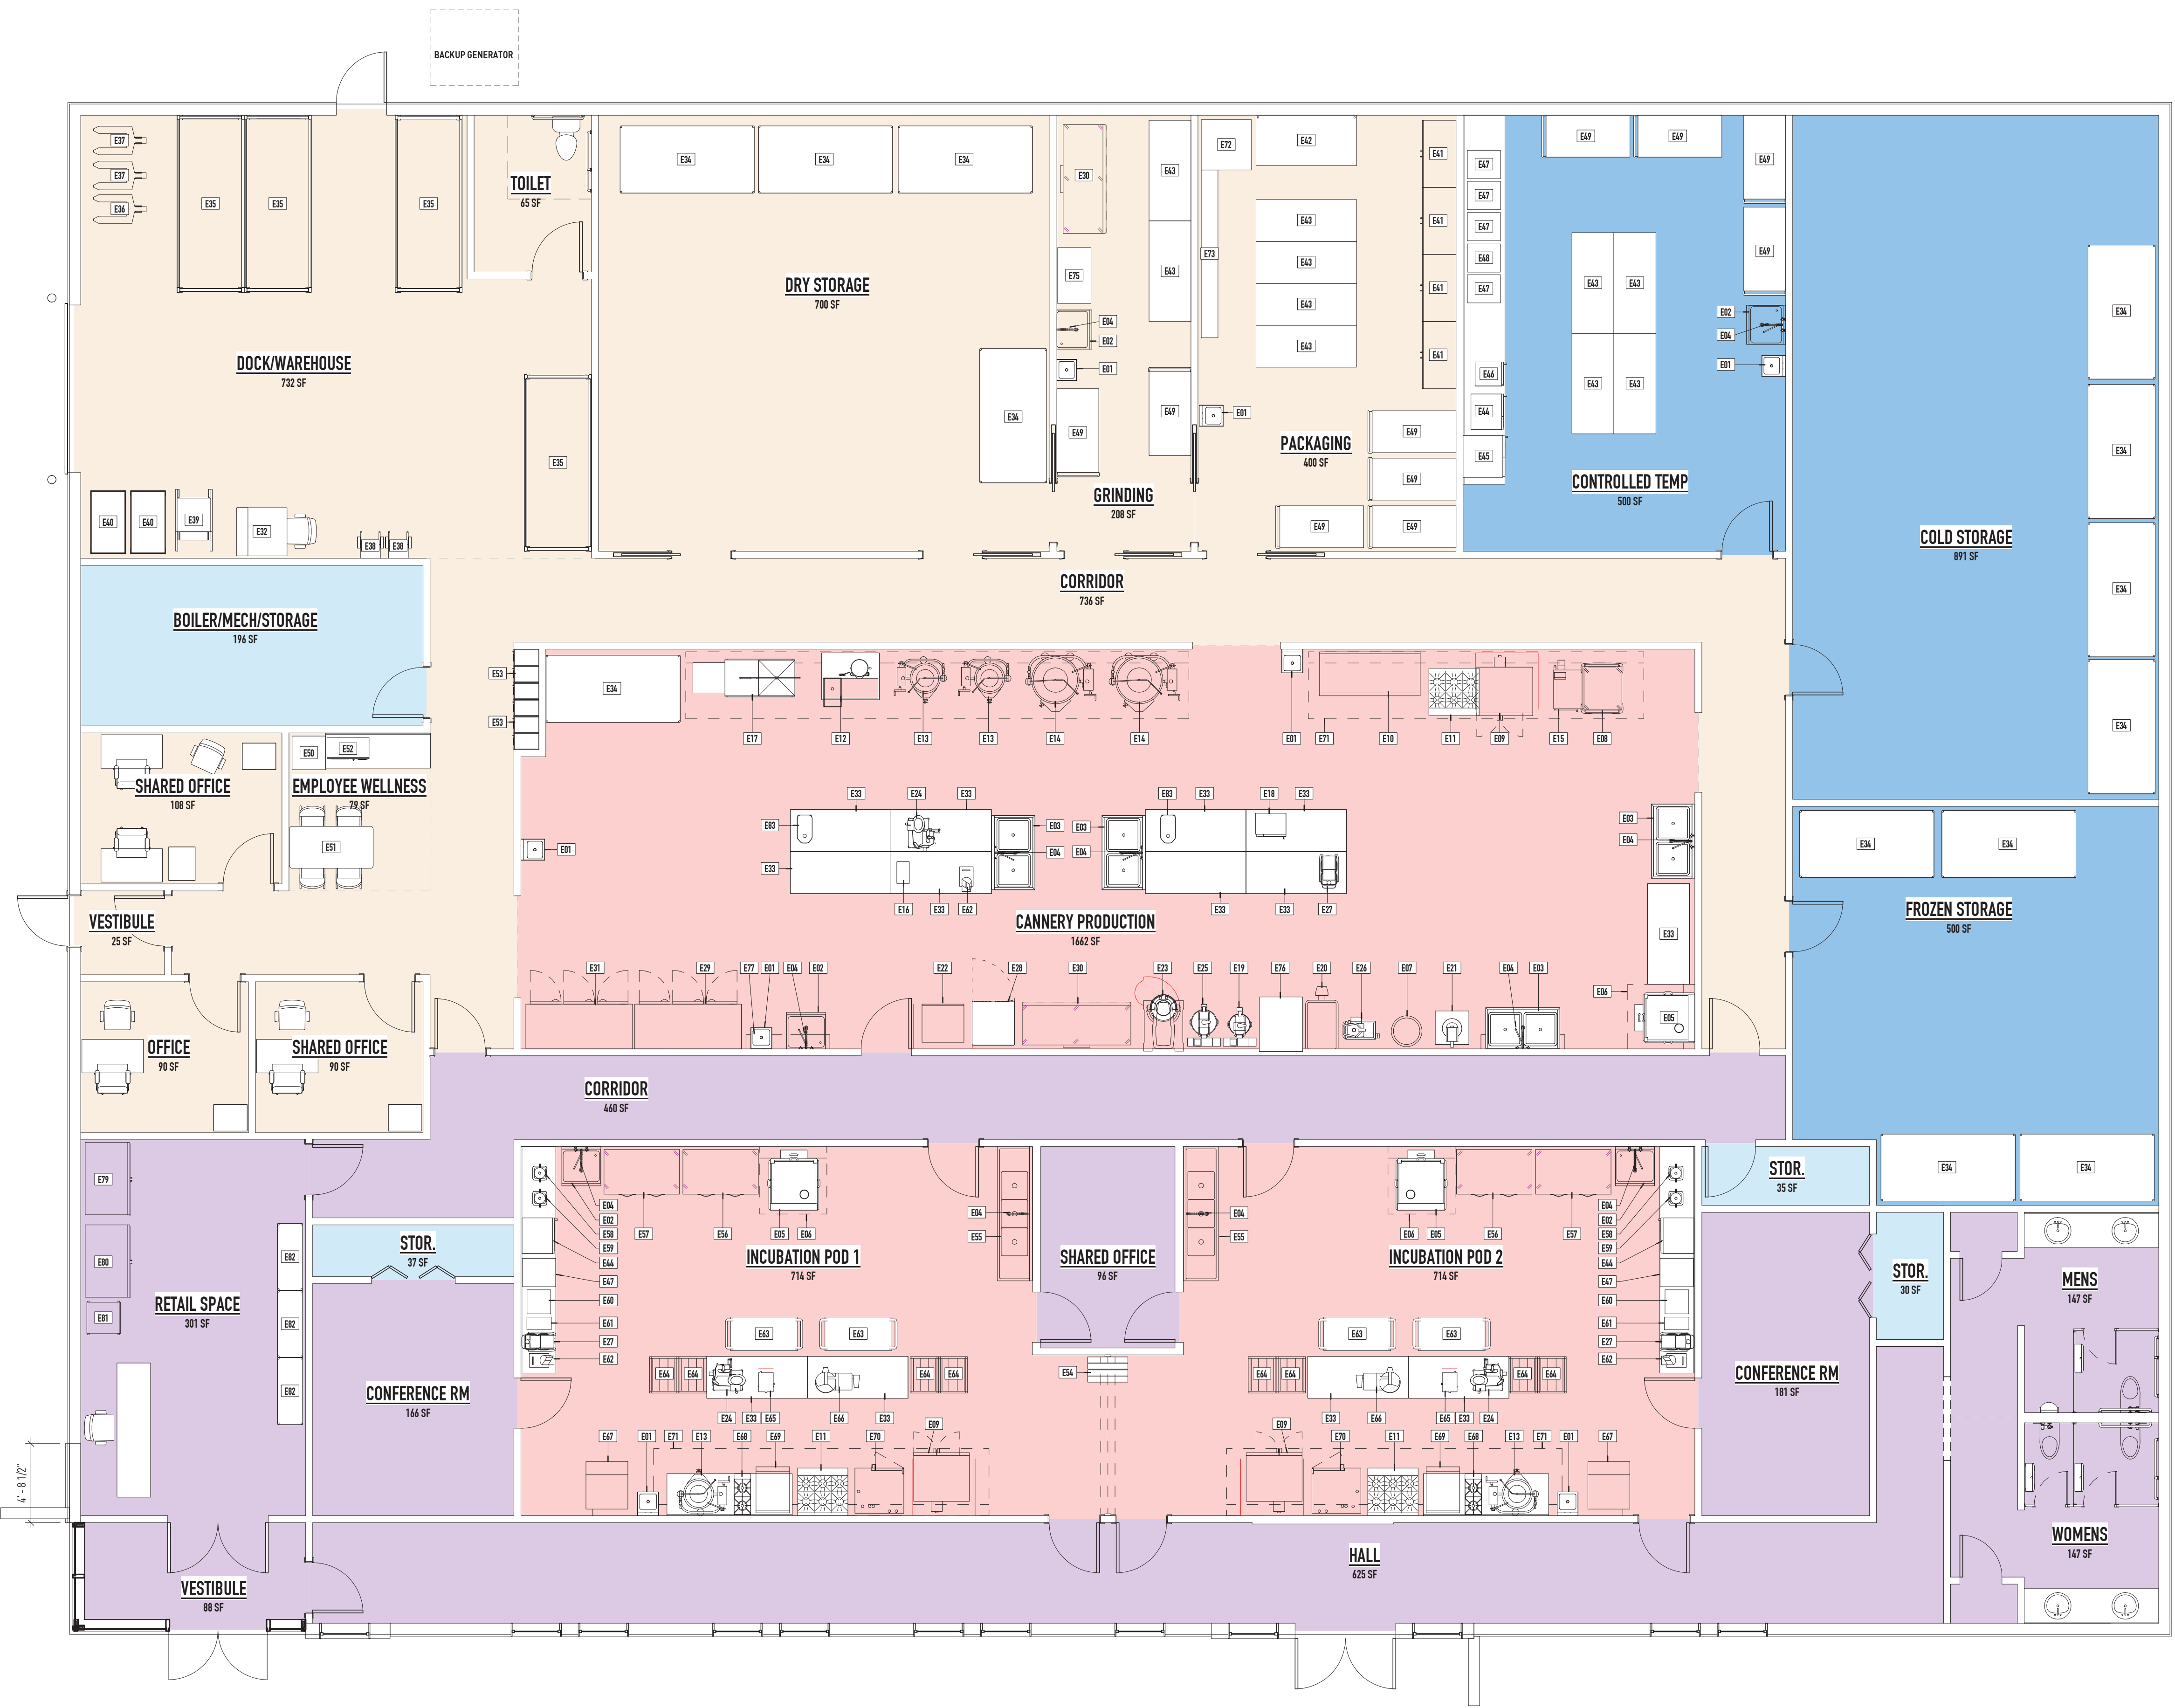 BACKUP GENERATOR
E37
E37
E36
E35
E35
E35
TOILET
65 SF
DOCK/WAREHOUSE
732 SF
E35
E40
E40
E39
E32
E38
E38
E34
E34
E34
DRY STORAGE
700 SF
E34
E30
E43
E75
E43
E04
E02
E01
E49
E49
GRINDING
208 SF
E72
E42
E41
E73
E43
E41
E43
E43
E41
E43
E41
E01
PACKAGING
400 SF
E49
E49
E49
E49
E47
E47
E47
E48
E47
E46
E44
E45
E49
E49
E49
E49
E43
E43
E43
E43
E02
E04
E01
CONTROLLED TEMP
500 SF
COLD STORAGE
891 SF
E34
E34
E34
E34
CORRIDOR
736 SF
BOILER/MECH/STORAGE
196 SF
SHARED OFFICE
108 SF
E50
E52
EMPLOYEE WELLNESS
79 SF
E51
VESTIBULE
25 SF
OFFICE
90 SF
SHARED OFFICE
90 SF
E53
E53
E34
E17
E12
E13
E13
E14
E14
E01
E71
E10
E11
E09
E15
E08
E33
E24
E33
E83
E33
E03
E04
E16
E33
E62
E01
E83
E33
E18
E33
E03
E04
E33
E33
E27
E03
E04
E33
CANNERY PRODUCTION
1662 SF
E31
E29
E77
E01
E04
E02
E22
E28
E30
E23
E25
E19
E76
E20
E26
E07
E21
E04
E03
E06
E05
FROZEN STORAGE
500 SF
E34
E34
E34
E34
CORRIDOR
460 SF
E79
E80
E81
E82
E82
E82
RETAIL SPACE
301 SF
STOR.
37 SF
CONFERENCE RM
166 SF
E04
E02
E58
E59
E44
E47
E60
E61
E27
E62
E57
E56
E05
E06
INCUBATION POD 1
714 SF
E04
E55
E63
E63
E64
E64
E64
E64
E24
E33
E65
E66
E33
E67
E01
E71
E13
E68
E69
E11
E70
E09
SHARED OFFICE
96 SF
E54
E04
E55
E06
E05
E56
E57
INCUBATION POD 2
714 SF
E04
E02
E58
E59
E44
E47
E60
E61
E27
E62
E63
E63
E64
E64
E64
E64
E33
E66
E65
E33
E24
E09
E70
E11
E69
E68
E13
E71
E01
E67
STOR.
35 SF
STOR.
30 SF
CONFERENCE RM
181 SF
MENS
147 SF
WOMENS
147 SF
4' - 8 1/2"
VESTIBULE
88 SF
HALL
625 SF